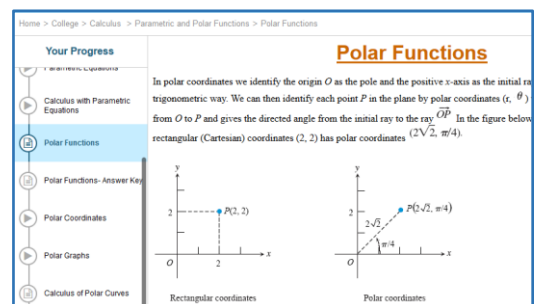 Home > College > Calculus > Parametric and Polar Functions > Polar Functions
Your Progress
Calculus with Parametric
Equations
Polar Functions
Polar Functions- Answer Key
Polar Coordinates
Polar Graphs
Calculus of Polar Curves
Polar Functions
In polar coordinates we identify the origin O as the pole and the positive x-axis as the initial ra
trigonometric way. We can then identify each point P in the plane by polar coordinates (r, θ)
from O to P and gives the directed angle from the initial ray to the ray OP⃗ In the figure below
rectangular (Cartesian) coordinates (2, 2) has polar coordinates (2√2, π/4).
y
2
P(2, 2)
O
2
x
Rectangular coordinates
y
2
P(2√2, π/4)
2√2
π/4
O
x
Polar coordinates